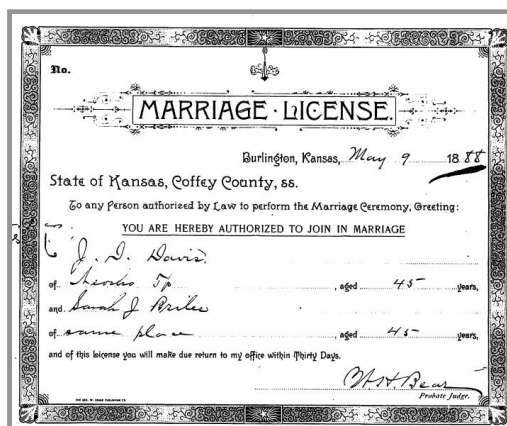 No.
MARRIAGE · LICENSE.
Burlington, Kansas, May 9 1888
State of Kansas, Coffey County, ss.
To any Person authorized by Law to perform the Marriage Ceremony, Greeting:
YOU ARE HEREBY AUTHORIZED TO JOIN IN MARRIAGE
J. D. Davis.
of Neosho Tp , aged 45 years,
and Sarah J
of same place , aged 45 years,
and of this License you will make due return to my office within Thirty Days.
Bear
Probate Judge.